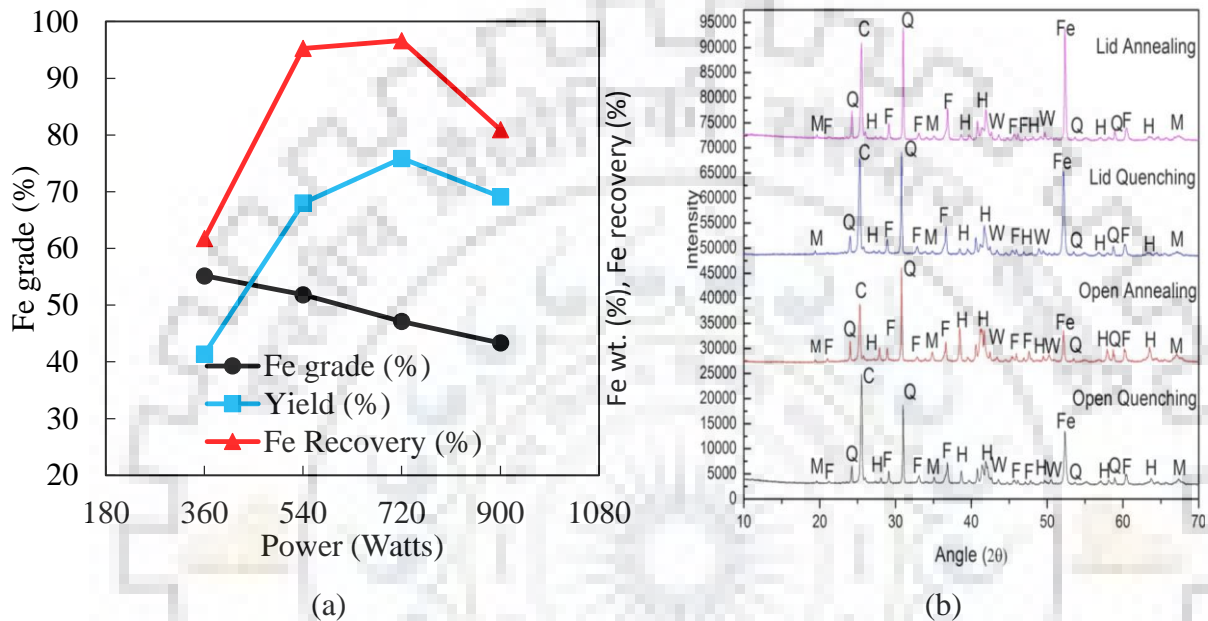 100
90
80
70
60
50
40
30
20
Fe grade (%)
Fe grade (%)
Yield (%)
Fe Recovery (%)
180 360 540 720 900 1080
Power (Watts)
(a)
Fe wt. (%), Fe recovery (%)
95000
90000
85000
80000
75000
70000
65000
60000
55000
50000
45000
40000
35000
30000
25000
20000
15000
10000
5000
0
Intensity
Lid Annealing
M F Q C H F Q F M F H H W F F H W Fe Q H Q F H M
Lid Quenching
M Q C H F Q F M F H H W F H W Fe Q H Q F H M
Open Annealing
M F Q C H F Q F M F H H W F F H W Fe Q H Q F H M
Open Quenching
M F Q C H F Q F M F H H W F F H W Fe Q H Q F H M
10 20 30 40 50 60 70
Angle (2θ)
(b)